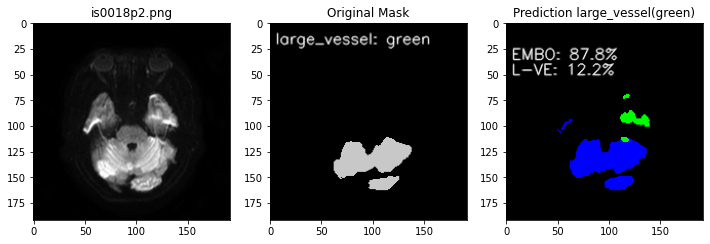 is0018p2.png
Original Mask
Prediction large_vessel(green)
large_vessel: green
EMBO: 87.8%
L-VE: 12.2%
0
25
50
75
100
125
150
175
0 50 100 150
0
25
50
75
100
125
150
175
0 50 100 150
0
25
50
75
100
125
150
175
0 50 100 150